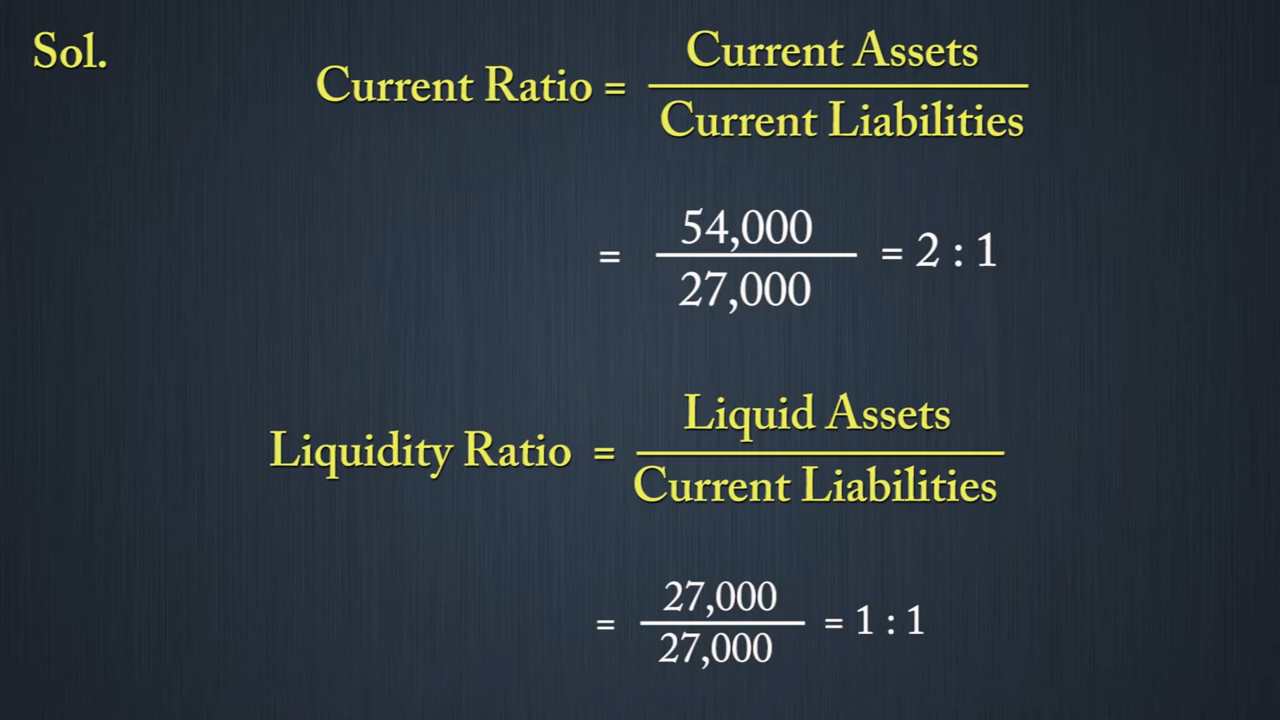 Sol.
Current Ratio = Current Assets
Current Liabilities
= 54,000 = 2 : 1
27,000
Liquidity Ratio = Liquid Assets
Current Liabilities
= 27,000 = 1 : 1
27,000